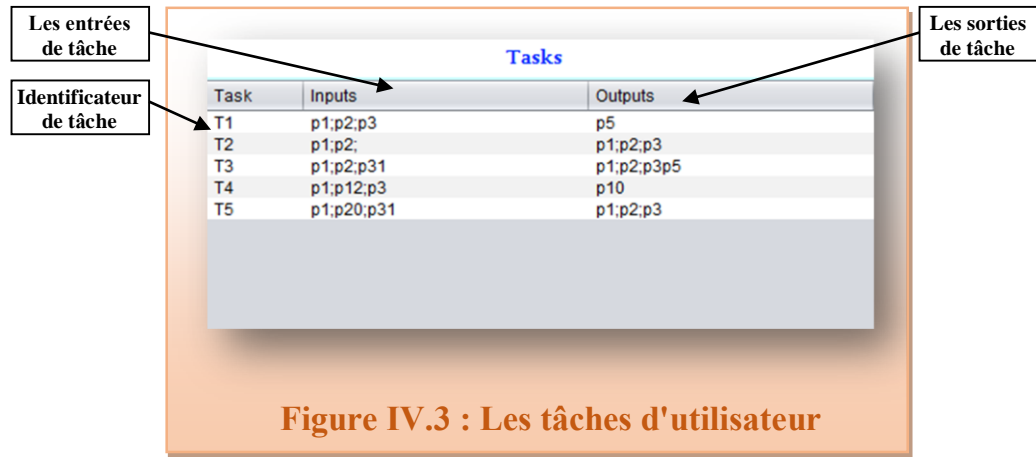 Les entrées
de tâche
Les sorties
de tâche
Identificateur
de tâche
Tasks
Task Inputs Outputs
T1 p1;p2;p3 p5
T2 p1;p2; p1;p2;p3
T3 p1;p2;p31 p1;p2;p3p5
T4 p1;p12;p3 p10
T5 p1;p20;p31 p1;p2;p3
Figure IV.3 : Les tâches d'utilisateur